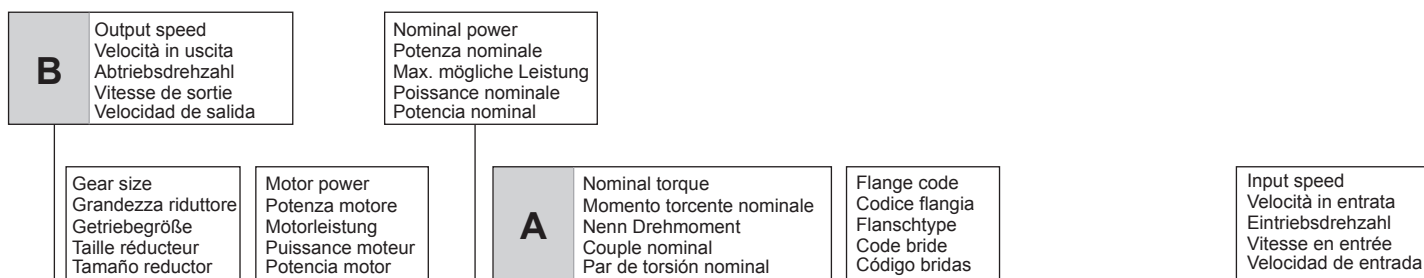 B
Output speed
Velocità in uscita
Abtriebsdrehzahl
Vitesse de sortie
Velocidad de salida
Nominal power
Potenza nominale
Max. mögliche Leistung
Poissance nominale
Potencia nominal
Gear size
Grandezza riduttore
Getriebegröße
Taille réducteur
Tamaño reductor
Motor power
Potenza motore
Motorleistung
Puissance moteur
Potencia motor
A
Nominal torque
Momento torcente nominale
Nenn Drehmoment
Couple nominal
Par de torsión nominal
Flange code
Codice flangia
Flanschtype
Code bride
Código bridas
Input speed
Velocità in entrata
Eintriebsdrehzahl
Vitesse en entrée
Velocidad de entrada